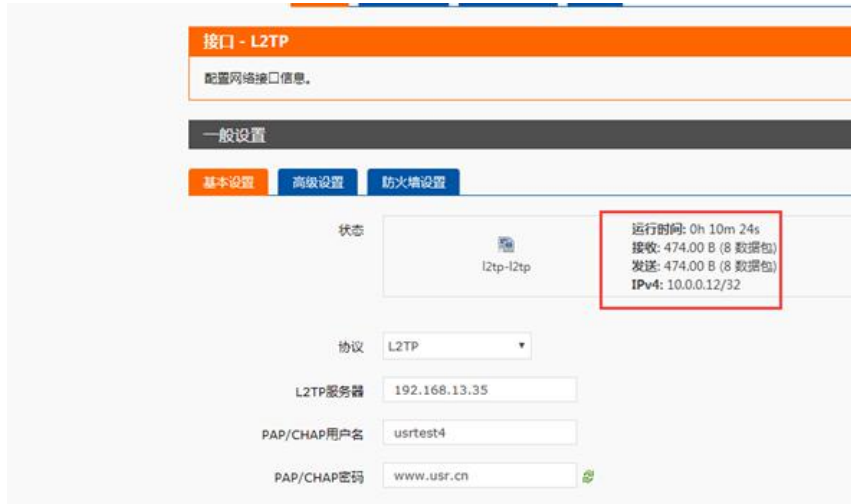 接口 - L2TP
配置网络接口信息。
一般设置
基本设置 高级设置 防火墙设置
状态
l2tp-l2tp
运行时间: 0h 10m 24s
接收: 474.00 B (8 数据包)
发送: 474.00 B (8 数据包)
IPv4: 10.0.0.12/32
协议 L2TP
L2TP服务器 192.168.13.35
PAP/CHAP用户名 usrtest4
PAP/CHAP密码 www.usr.cn